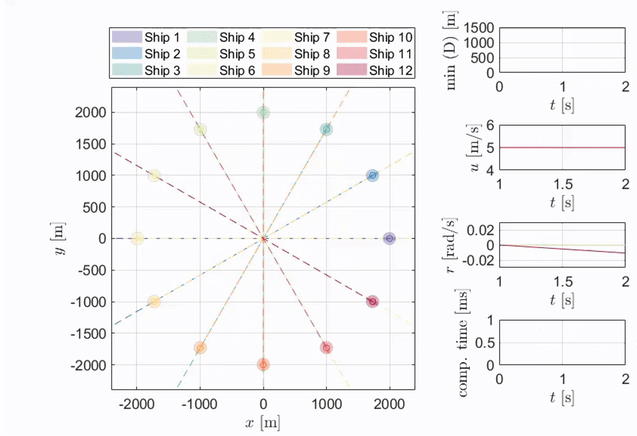 Ship 1 Ship 4 Ship 7 Ship 10
Ship 2 Ship 5 Ship 8 Ship 11
Ship 3 Ship 6 Ship 9 Ship 12
2000
1500
1000
500
0
-500
-1000
-1500
-2000
y [m]
-2000 -1000 0 1000 2000
x [m]
min (D) [m]
1500
1000
500
0
0 1 2
t [s]
u [m/s]
6
5
4
1 1.5 2
t [s]
r [rad/s]
0.02
0
-0.02
1 1.5 2
t [s]
comp. time [ms]
1
0.5
0
0 1 2
t [s]